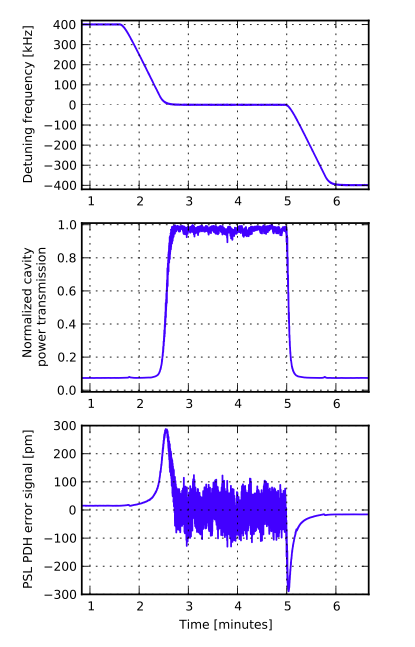 Detuning frequency [kHz]
400
300
200
100
0
−100
−200
−300
−400
1 2 3 4 5 6
Normalized cavity
power transmission
1.0
0.8
0.6
0.4
0.2
0.0
1 2 3 4 5 6
PSL PDH error signal [pm]
300
200
100
0
−100
−200
−300
1 2 3 4 5 6
Time [minutes]